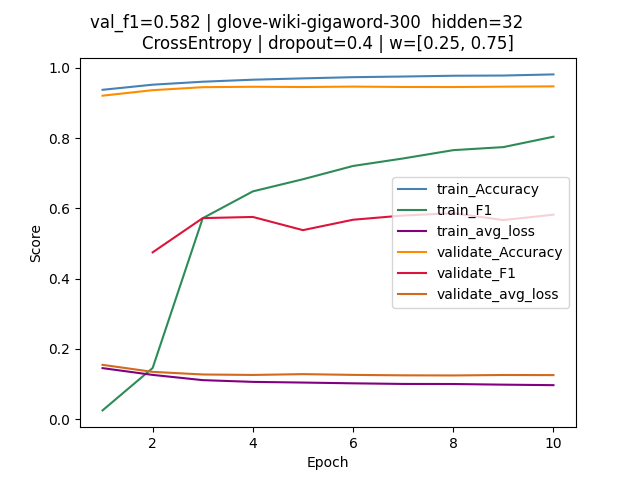 val_f1=0.582 | glove-wiki-gigaword-300  hidden=32
CrossEntropy | dropout=0.4 | w=[0.25, 0.75]
1.0
0.8
0.6
0.4
0.2
0.0
Score
train_Accuracy
train_F1
train_avg_loss
validate_Accuracy
validate_F1
validate_avg_loss
2 4 6 8 10
Epoch